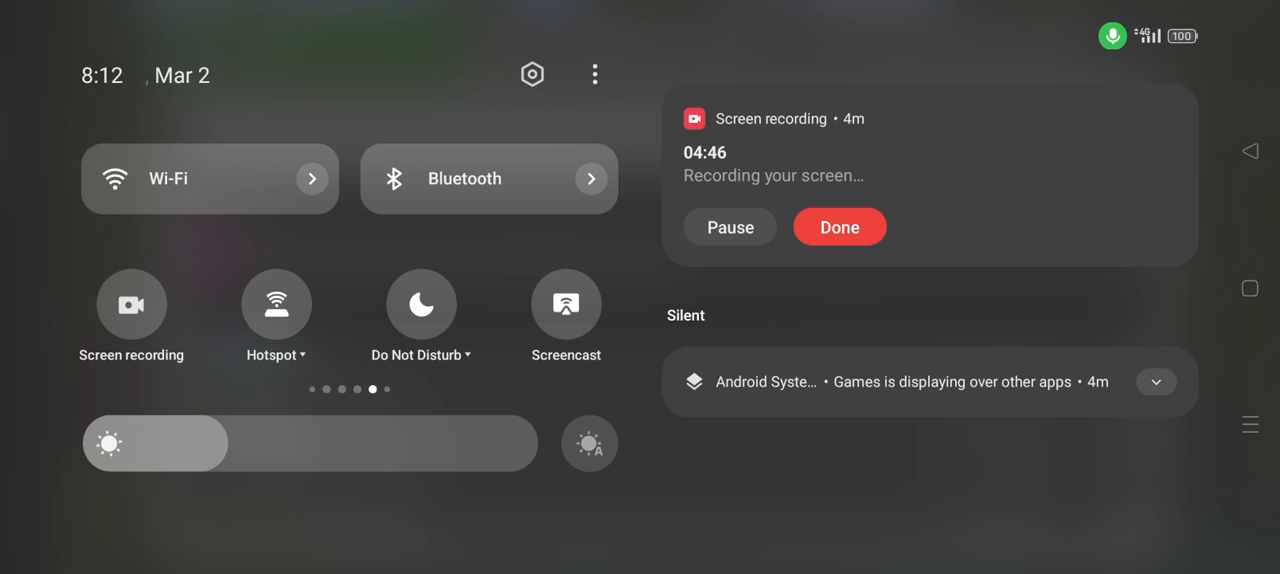 4G
100
8:12 , Mar 2
Wi-Fi
Bluetooth
Screen recording
Hotspot
Do Not Disturb
Screencast
A
Screen recording • 4m
04:46
Recording your screen...
Pause
Done
Silent
Android Syste... • Games is displaying over other apps • 4m